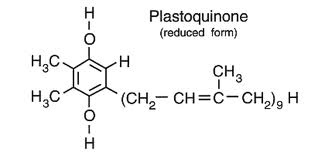 H
Plastoquinone
O
(reduced form)
H₃C
H
CH₃
H₃C
(CH₂—CH=C—CH₂)₉ H
O
H